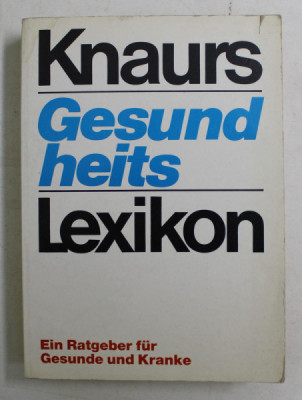 Knaurs
Gesund
heits
Lexikon
Ein Ratgeber für
Gesunde und Kranke